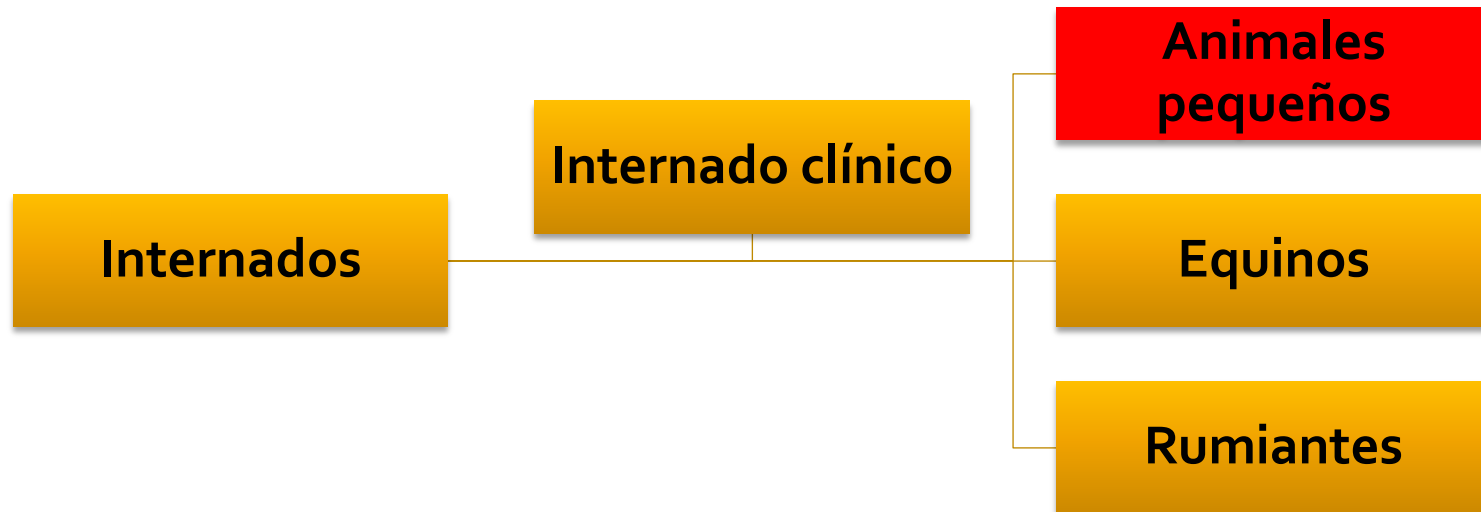 Internados
Internado clínico
Animales
pequeños
Equinos
Rumiantes